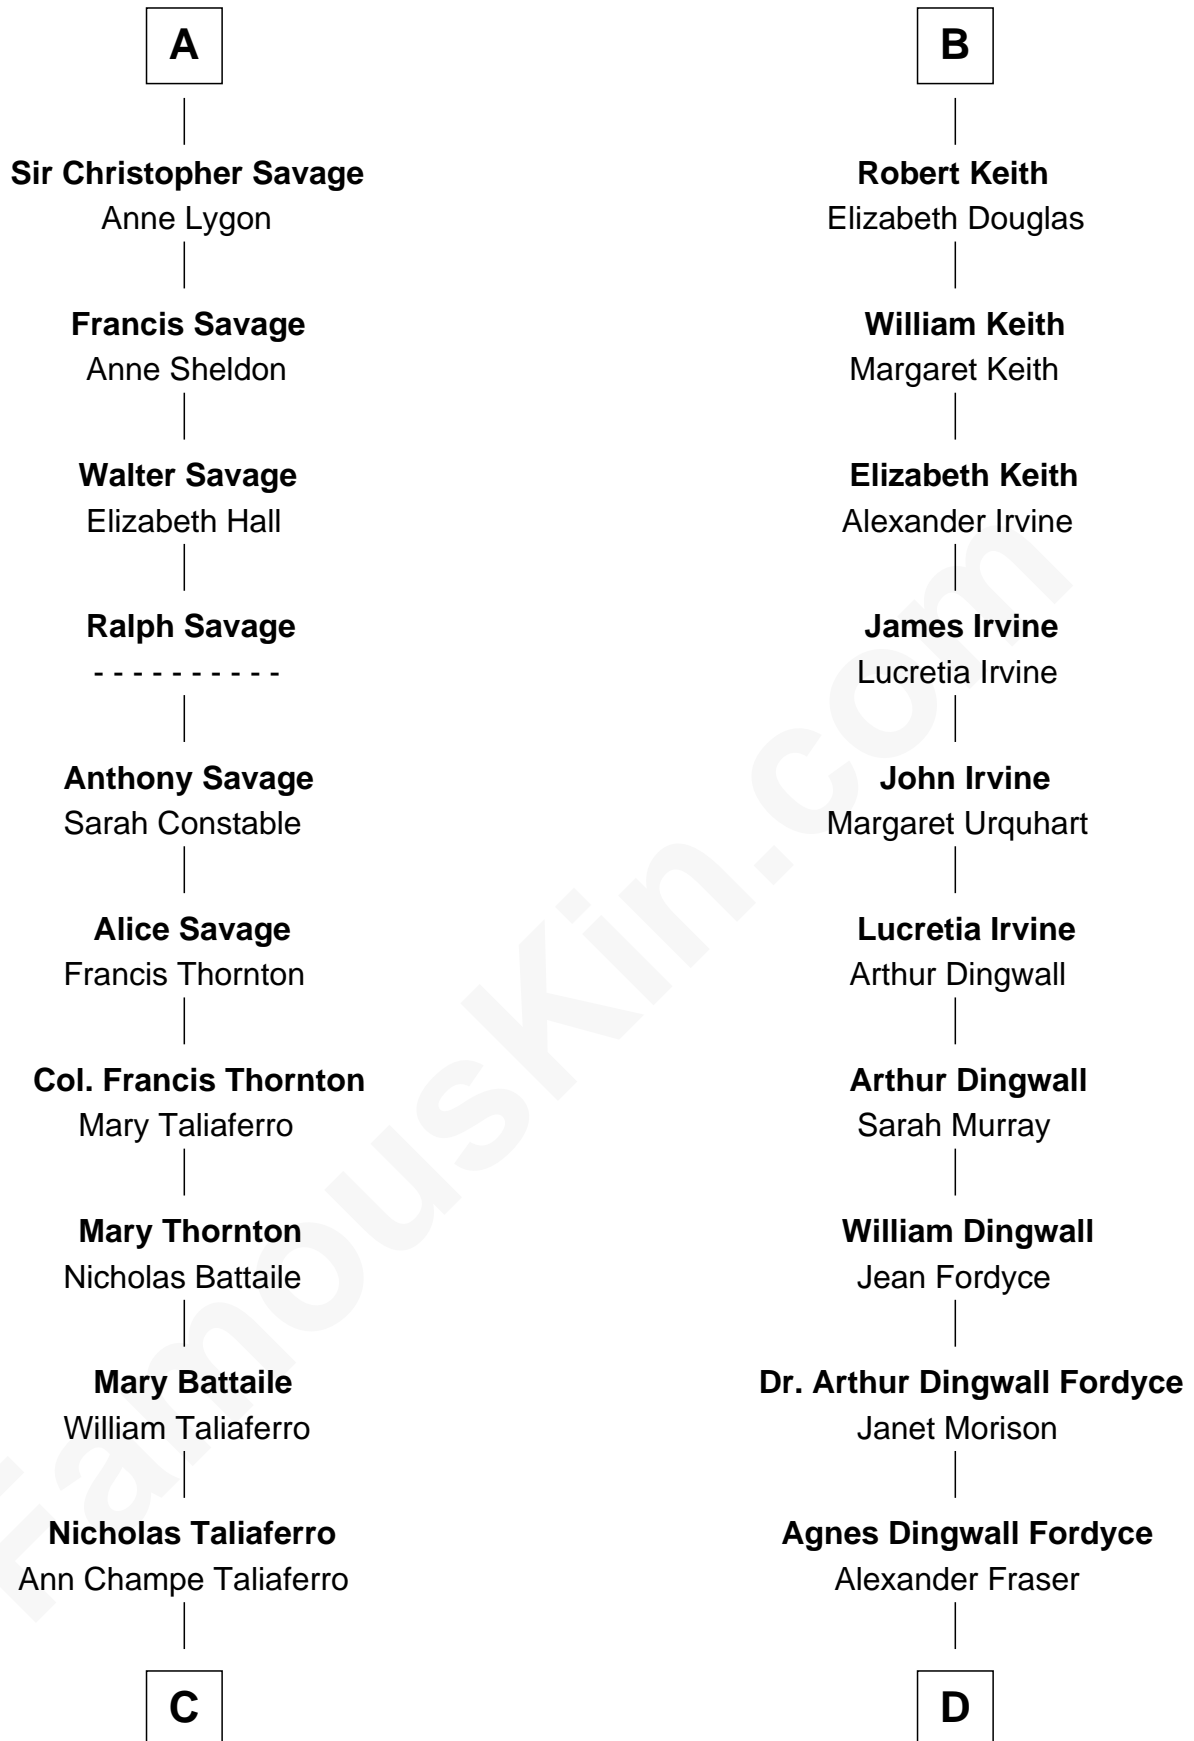 A
Sir Christopher Savage
Anne Lygon
Francis Savage
Anne Sheldon
Walter Savage
Elizabeth Hall
Ralph Savage
- - - - - - - - - -
Anthony Savage
Sarah Constable
Alice Savage
Francis Thornton
Col. Francis Thornton
Mary Taliaferro
Mary Thornton
Nicholas Battaile
Mary Battaile
William Taliaferro
Nicholas Taliaferro
Ann Champe Taliaferro
C
B
Robert Keith
Elizabeth Douglas
William Keith
Margaret Keith
Elizabeth Keith
Alexander Irvine
James Irvine
Lucretia Irvine
John Irvine
Margaret Urquhart
Lucretia Irvine
Arthur Dingwall
Arthur Dingwall
Sarah Murray
William Dingwall
Jean Fordyce
Dr. Arthur Dingwall Fordyce
Janet Morison
Agnes Dingwall Fordyce
Alexander Fraser
D
FamousKin.com